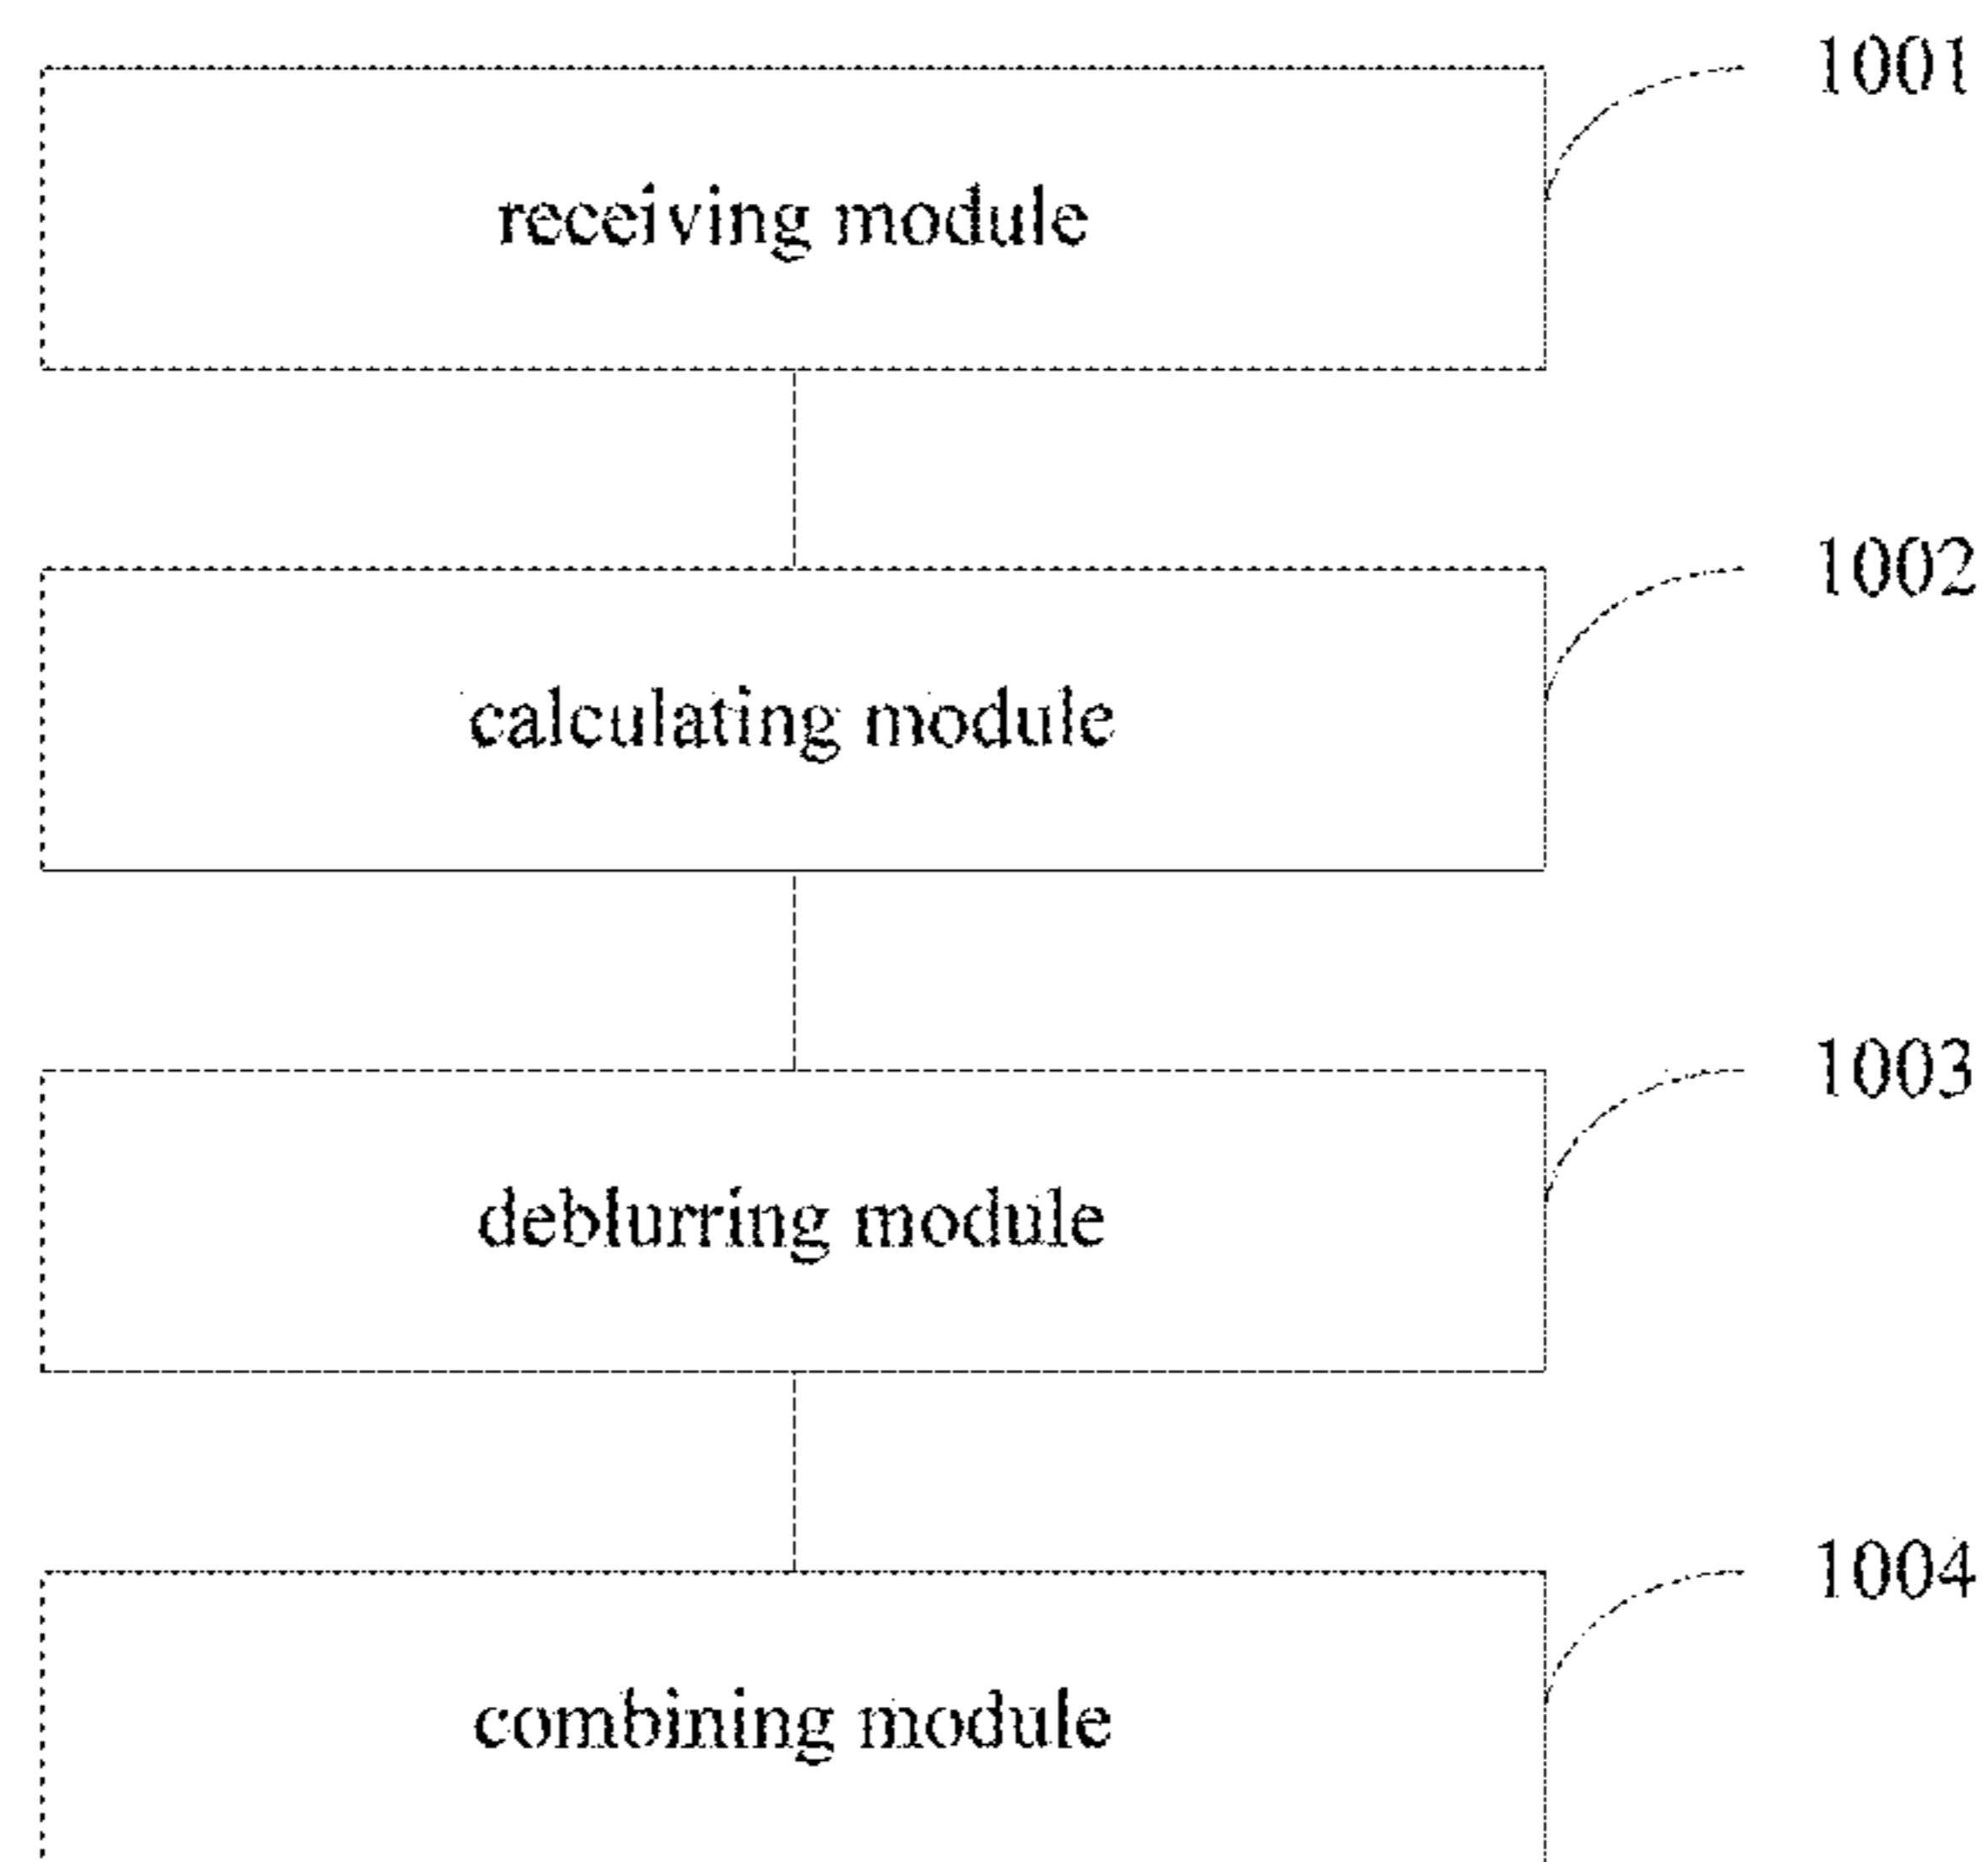 1001
receiving module
1002
calculating module
1003
deblurring module
1004
combining module